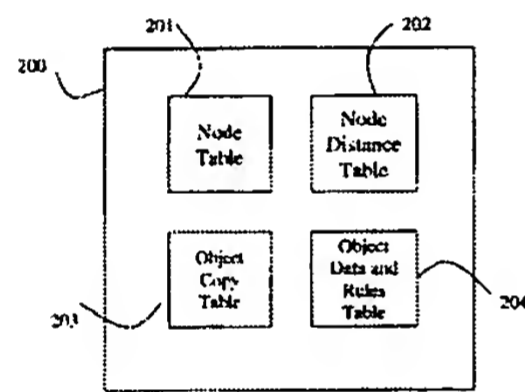 201
202
200
Node
Table
Node
Distance
Table
Object
Copy
Table
Object
Data and
Rules
Table
203
204